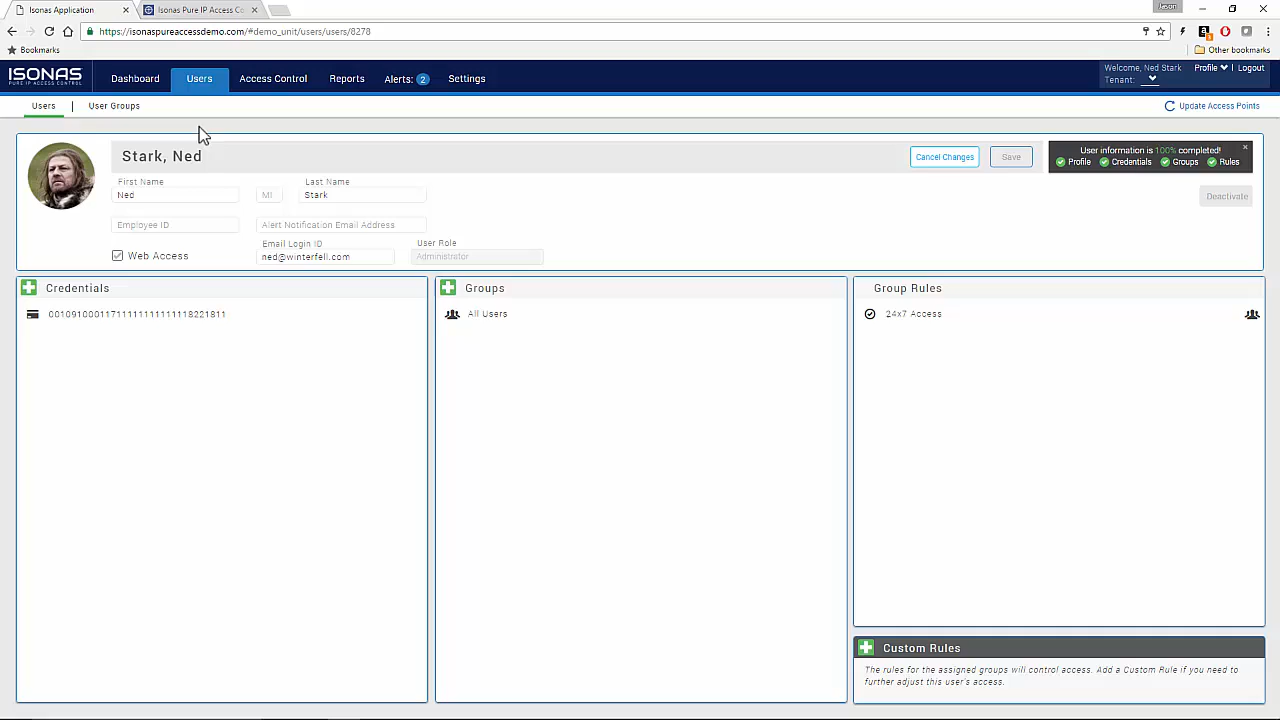 Isonas Application
Isonas Pure IP Access Co
Jason
https://isonaspureaccessdemo.com/#demo_unit/users/users/8278
Bookmarks
Other bookmarks
ISONAS
PURE IP ACCESS CONTROL
Dashboard
Users
Access Control
Reports
Alerts: 2
Settings
Welcome, Ned Stark
Tenant:
Profile
Logout
Users | User Groups
Update Access Points
Stark, Ned
Cancel Changes
Save
User information is 100% completed!
Profile Credentials Groups Rules
First Name
Ned
MI
Last Name
Stark
Deactivate
Employee ID
Alert Notification Email Address
Web Access
Email Login ID
ned@winterfell.com
User Role
Administrator
Credentials
Groups
Group Rules
All Users
24x7 Access
Custom Rules
The rules for the assigned groups will control access. Add a Custom Rule if you need to
further adjust this user's access.